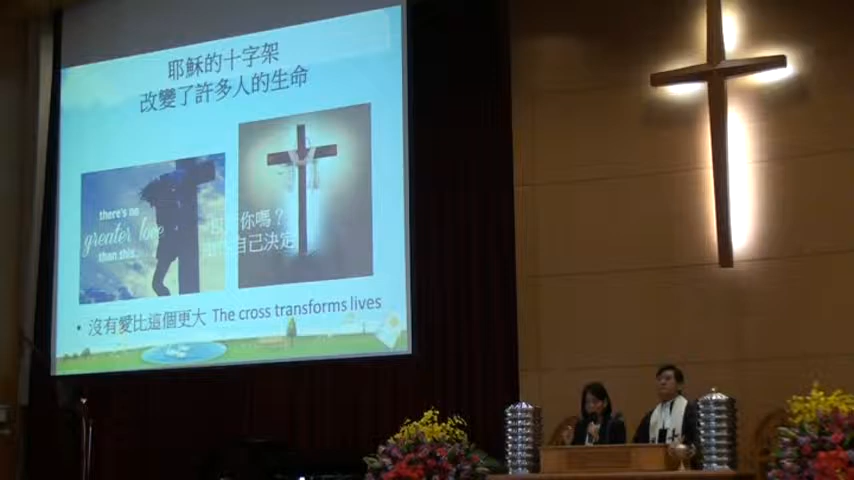 耶穌的十字架
改變了許多人的生命
there's no
greater love
than this...
你嗎？
自己決定
• 沒有愛比這個更大 The cross transforms lives